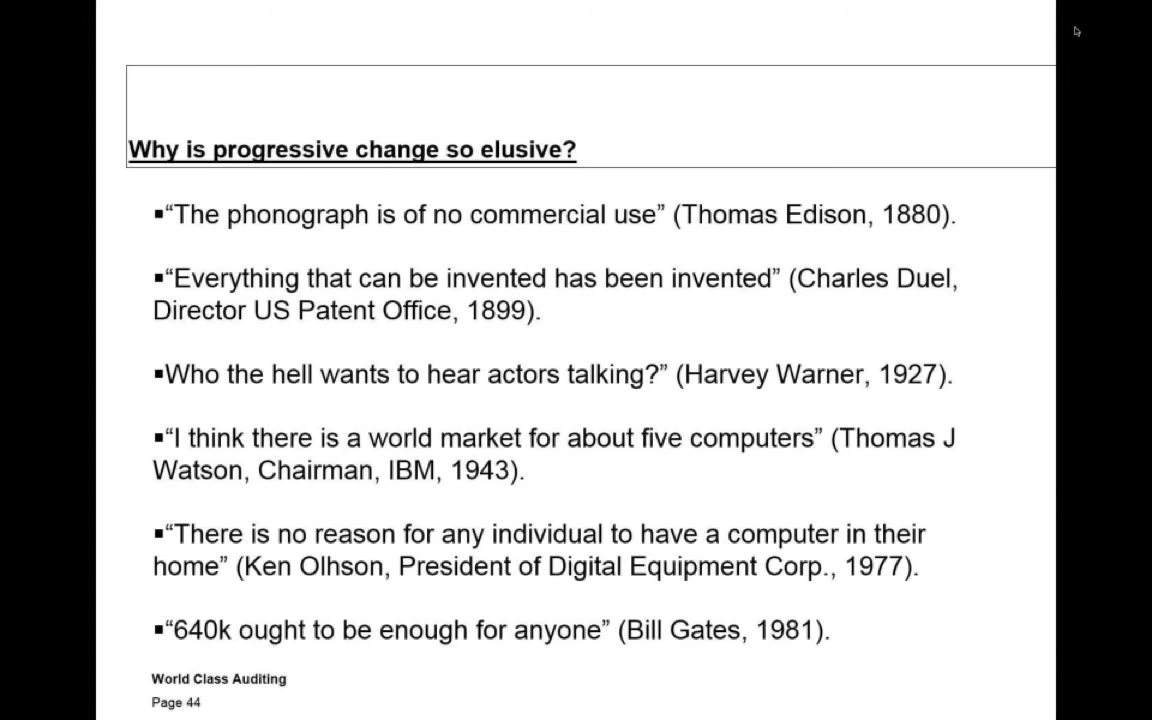 Why is progressive change so elusive?
▪“The phonograph is of no commercial use” (Thomas Edison, 1880).
▪“Everything that can be invented has been invented” (Charles Duel,
Director US Patent Office, 1899).
▪Who the hell wants to hear actors talking?” (Harvey Warner, 1927).
▪“I think there is a world market for about five computers” (Thomas J
Watson, Chairman, IBM, 1943).
▪“There is no reason for any individual to have a computer in their
home” (Ken Olhson, President of Digital Equipment Corp., 1977).
▪“640k ought to be enough for anyone” (Bill Gates, 1981).
World Class Auditing
Page 44